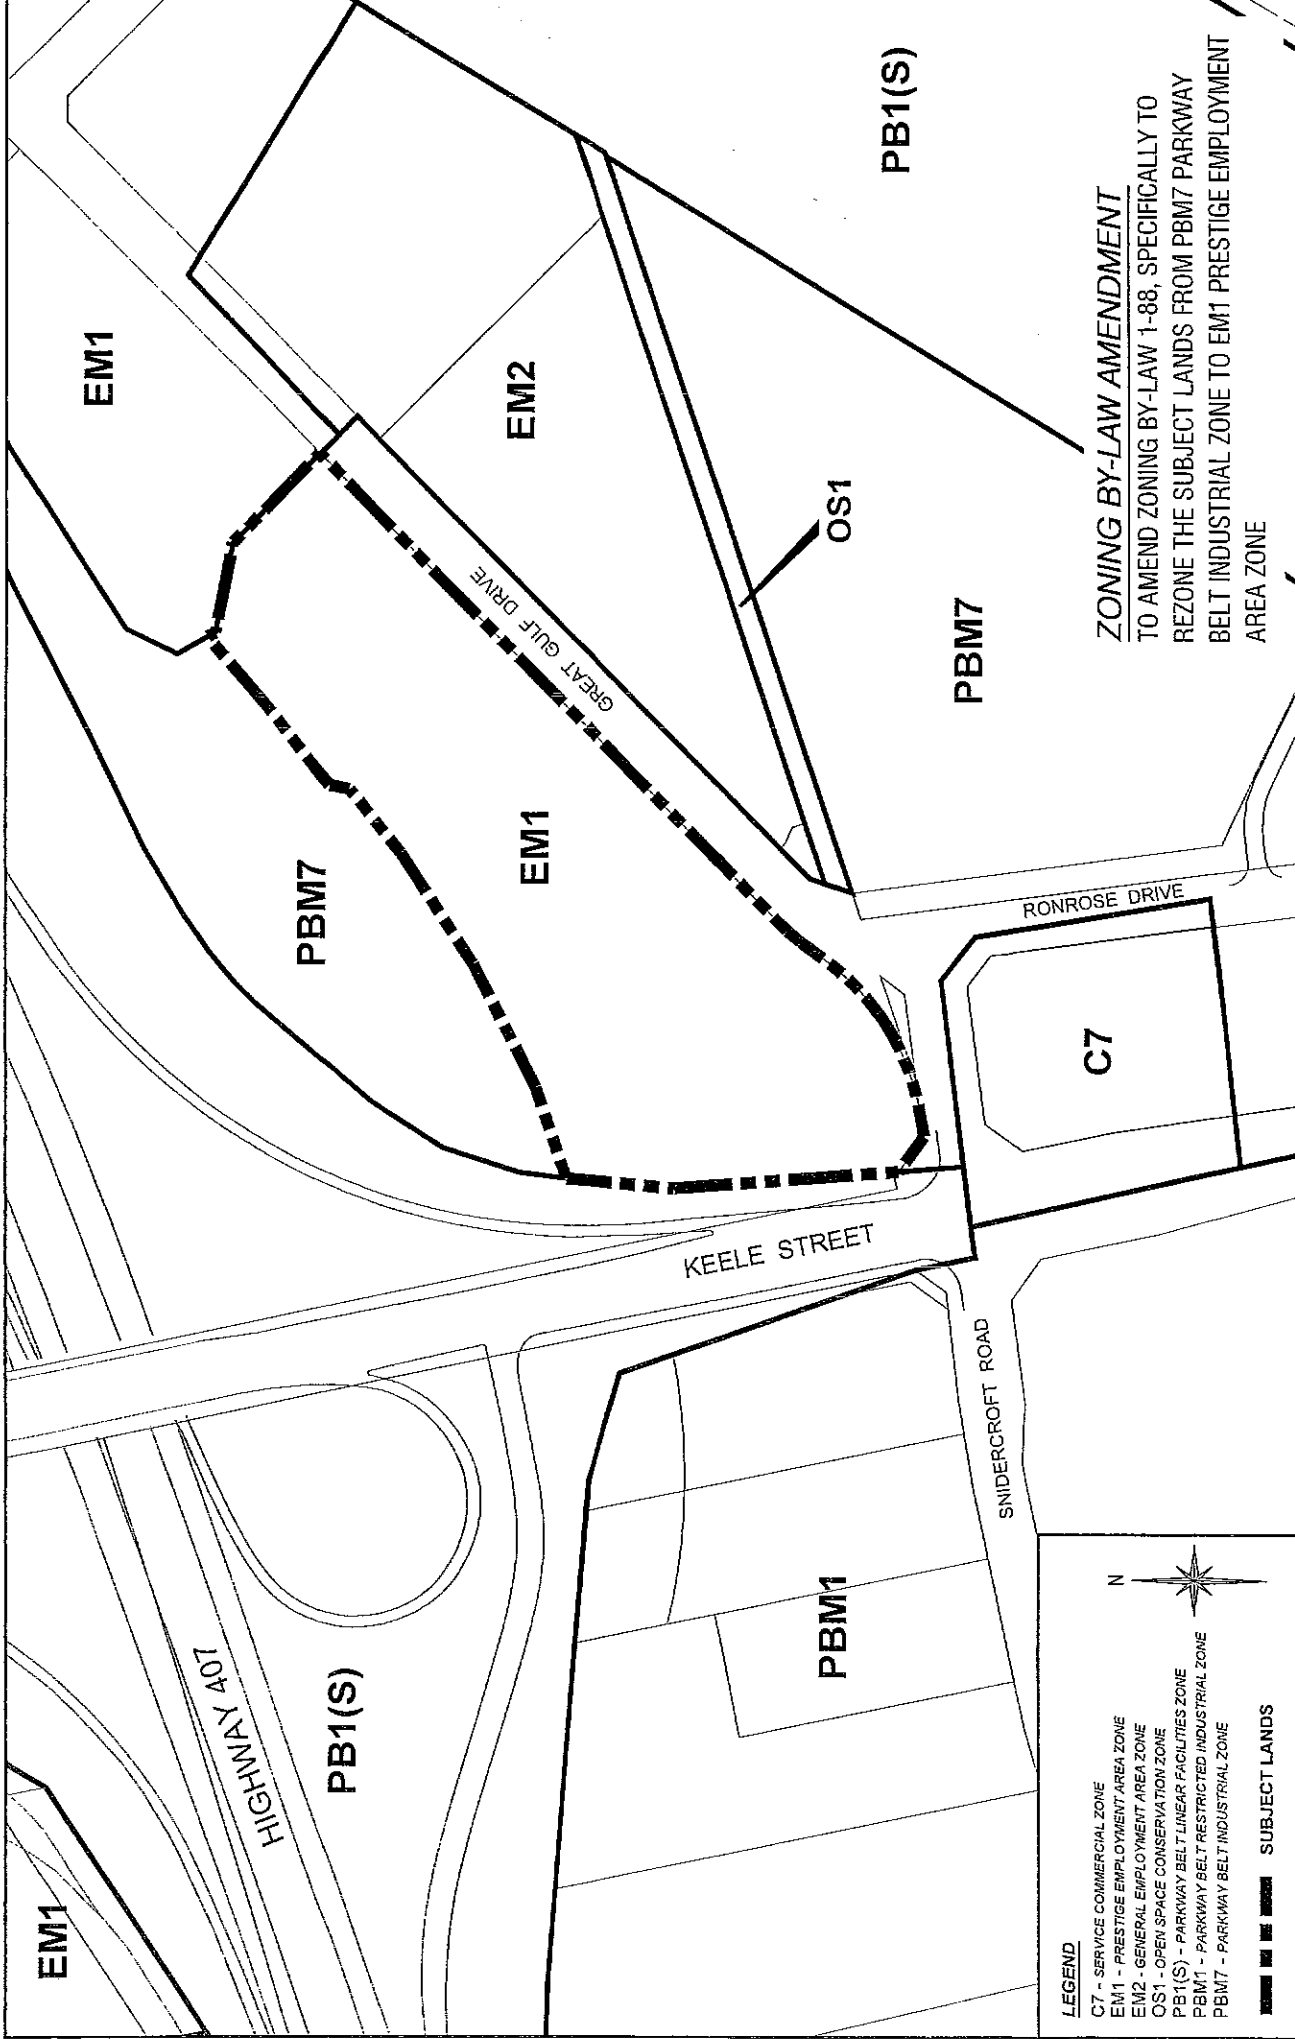 EM1
HIGHWAY 407
PB1(S)
PBM1
SNIDERCROFT ROAD
KEELE STREET
PBM7
EM1
C7
RONROSE DRIVE
GREAT GULF DRIVE
EM1
EM2
OS1
PBM7
PB1(S)
ZONING BY-LAW AMENDMENT
TO AMEND ZONING BY-LAW 1-88, SPECIFICALLY TO
REZONE THE SUBJECT LANDS FROM PBM7 PARKWAY
BELT INDUSTRIAL ZONE TO EM1 PRESTIGE EMPLOYMENT
AREA ZONE
LEGEND
C7 - SERVICE COMMERCIAL ZONE
EM1 - PRESTIGE EMPLOYMENT AREA ZONE
EM2 - GENERAL EMPLOYMENT AREA ZONE
OS1 - OPEN SPACE CONSERVATION ZONE
PB1(S) - PARKWAY BELT LINEAR FACILITIES ZONE
PBM1 - PARKWAY BELT RESTRICTED INDUSTRIAL ZONE
PBM7 - PARKWAY BELT INDUSTRIAL ZONE
SUBJECT LANDS
N